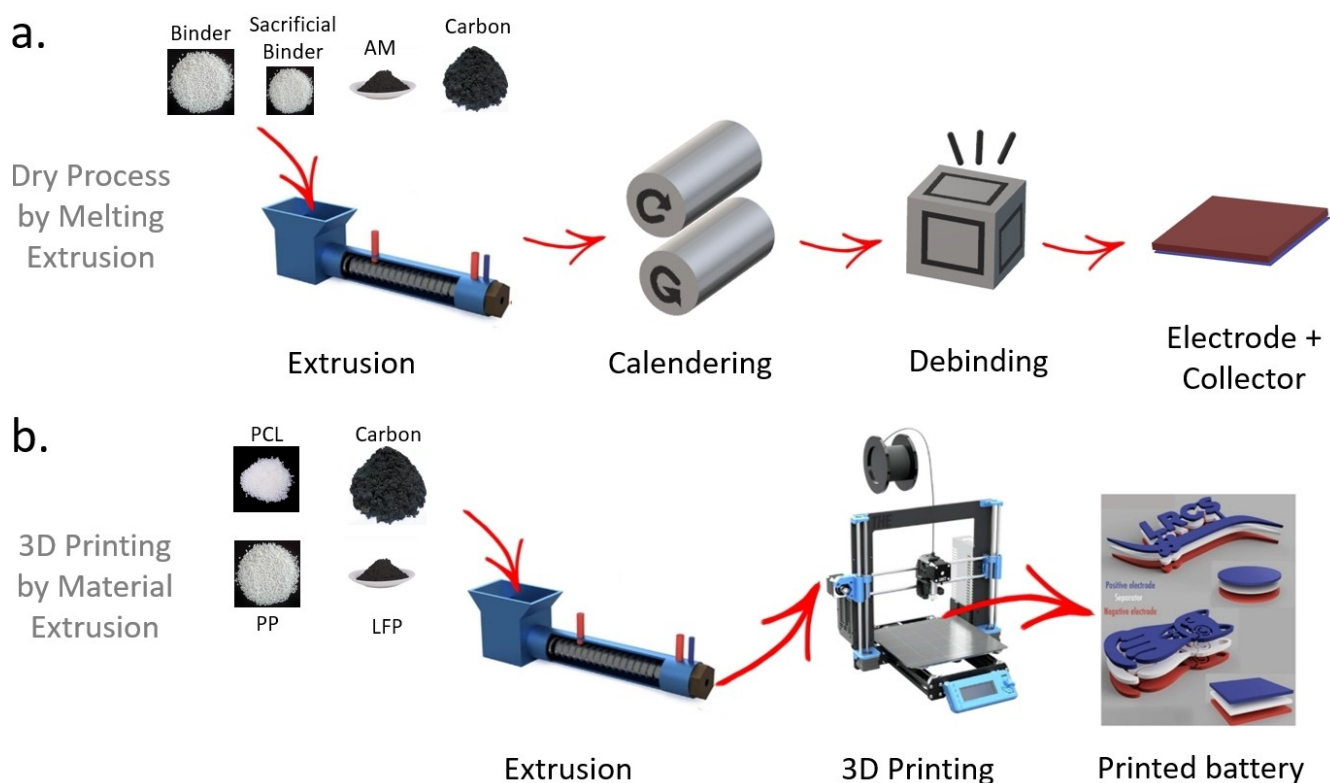 a.
Binder
Sacrificial
Binder
AM
Carbon
Dry Process
by Melting
Extrusion
Extrusion
Calendering
Debinding
Electrode +
Collector
b.
PCL
Carbon
3D Printing
by Material
Extrusion
PP
LFP
LRCS
Positive electrode
Separator
Negative electrode
Extrusion
3D Printing
Printed battery